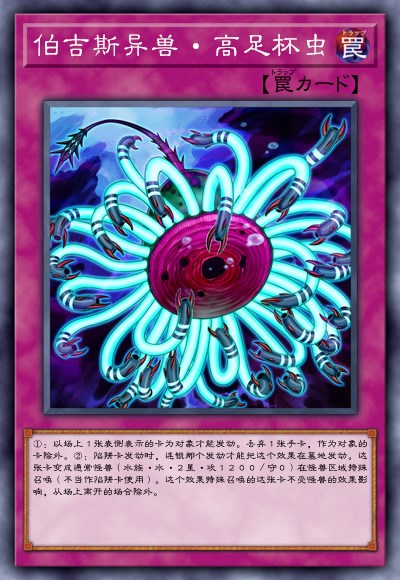 伯吉斯异兽・高足杯虫 罠
トラップ
【罠カード】
トラップ
①：以场上1张表侧表示的卡为对象才能发动。丢弃1张手卡，作为对象的
卡除外。②：陷阱卡发动时，连锁那个发动才能把这个效果在墓地发动。这
张卡变成通常怪兽（水族・水・2星・攻1200／守0）在怪兽区域特殊
召唤（不当作陷阱卡使用）。这个效果特殊召唤的这张卡不受怪兽的效果影
响，从场上离开的场合除外。